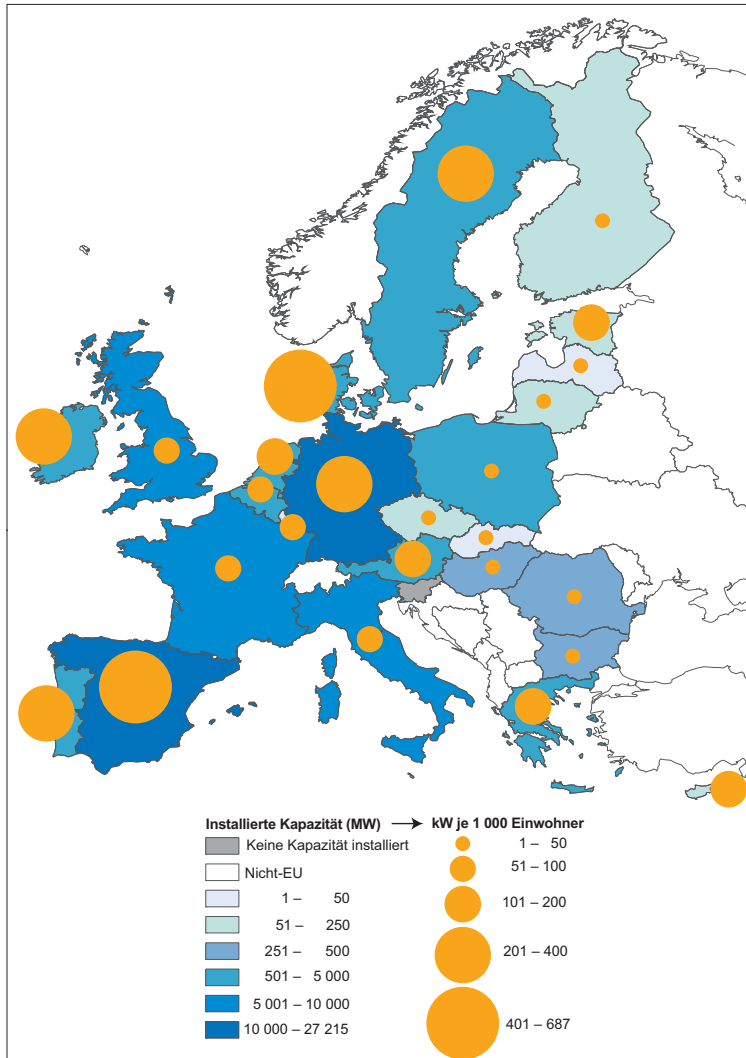 Installierte Kapazität (MW) → kW je 1 000 Einwohner
Keine Kapazität installiert
Nicht-EU
1 – 50
51 – 250
251 – 500
501 – 5 000
5 001 – 10 000
10 000 – 27 215
1 – 50
51 – 100
101 – 200
201 – 400
401 – 687